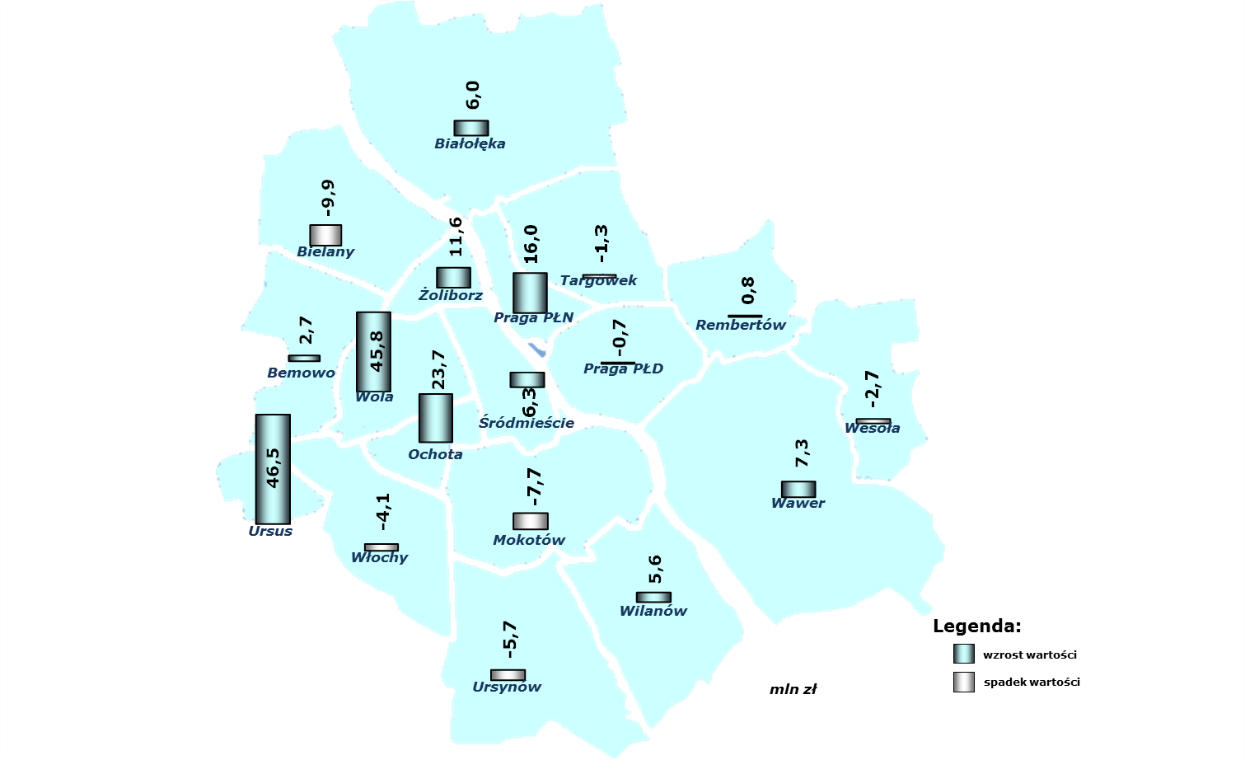 6,0
Białołęka
-9,9
Bielany
11,6
Żoliborz
16,0
Praga PŁN
-1,3
Targówek
0,8
Rembertów
2,7
Bemowo
45,8
Wola
23,7
Ochota
6,3
Śródmieście
-0,7
Praga PŁD
-2,7
Wesoła
46,5
Ursus
-4,1
Włochy
-7,7
Mokotów
7,3
Wawer
5,6
Wilanów
-5,7
Ursynów
mln zł
Legenda:
wzrost wartości
spadek wartości